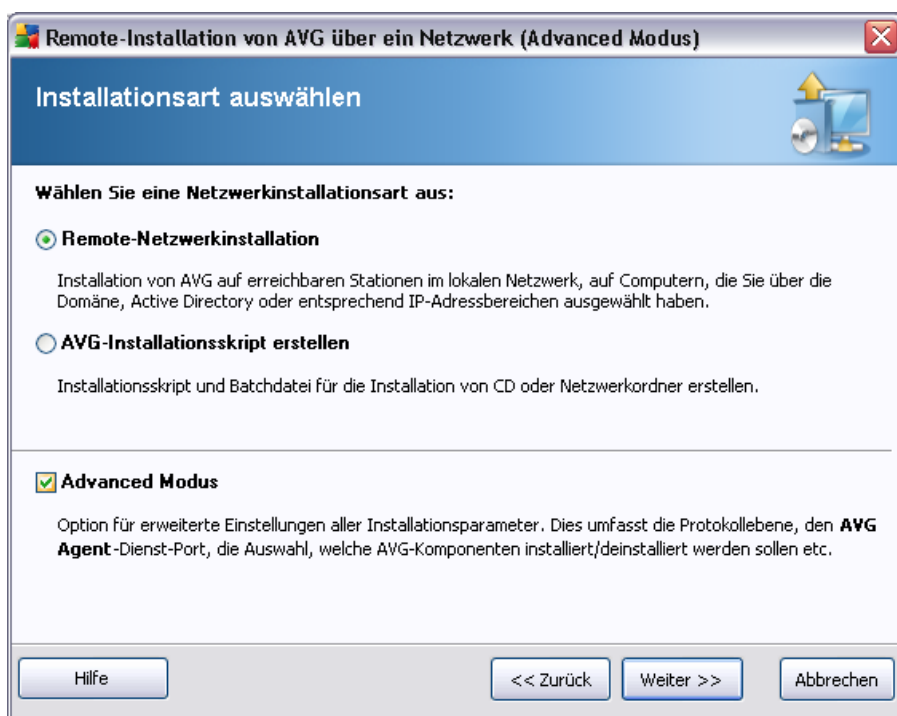 Remote-Installation von AVG über ein Netzwerk (Advanced Modus)
Installationsart auswählen
Wählen Sie eine Netzwerkinstallationsart aus:
Remote-Netzwerkinstallation
Installation von AVG auf erreichbaren Stationen im lokalen Netzwerk, auf Computern, die Sie über die
Domäne, Active Directory oder entsprechend IP-Adressbereichen ausgewählt haben.
AVG-Installationsskript erstellen
Installationsskript und Batchdatei für die Installation von CD oder Netzwerkordner erstellen.
Advanced Modus
Option für erweiterte Einstellungen aller Installationsparameter. Dies umfasst die Protokollebene, den AVG
Agent-Dienst-Port, die Auswahl, welche AVG-Komponenten installiert/deinstalliert werden sollen etc.
Hilfe
<< Zurück
Weiter >>
Abbrechen